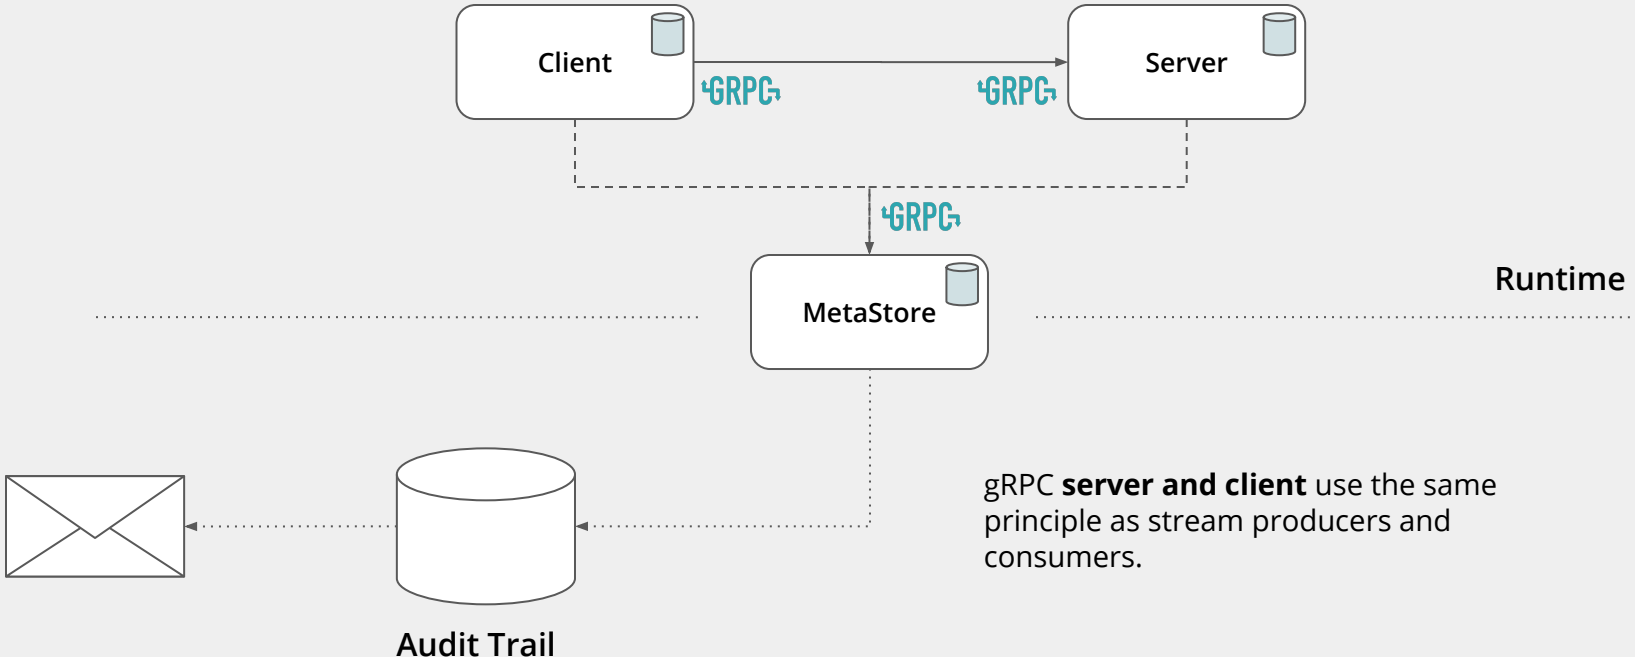 Client
Server
GRPC
GRPC
GRPC
MetaStore
Runtime
gRPC server and client use the same
principle as stream producers and
consumers.
Audit Trail